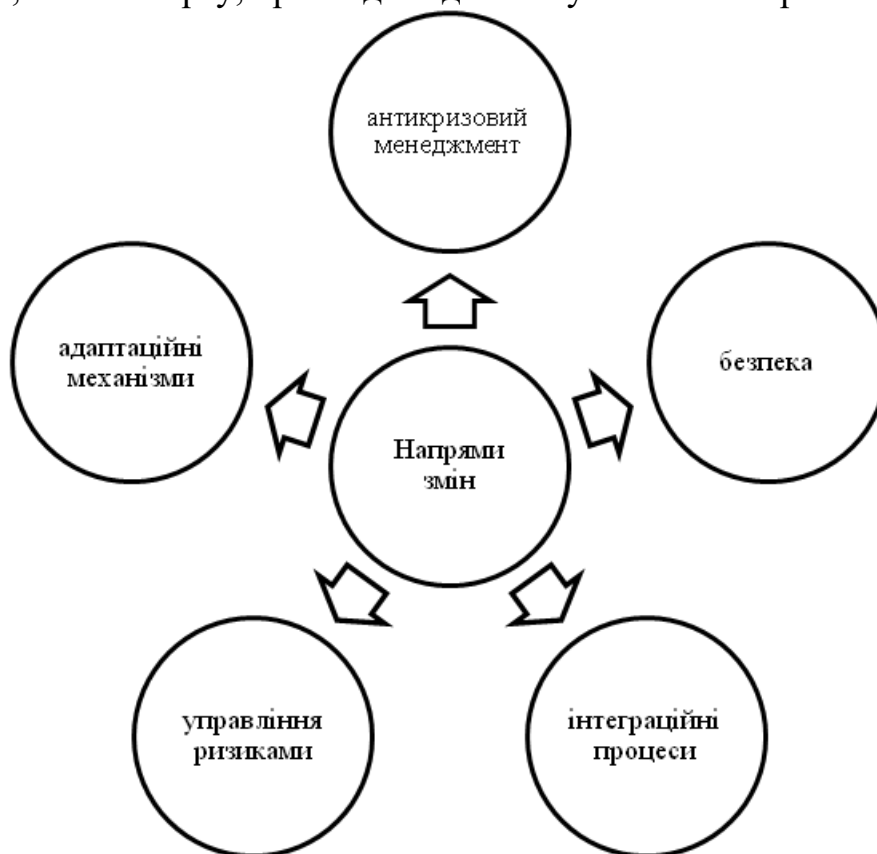 антикризовий
менеджмент
адаптаційні
механізми
безпека
Напрями
змін
управління
ризиками
інтеграційні
процеси